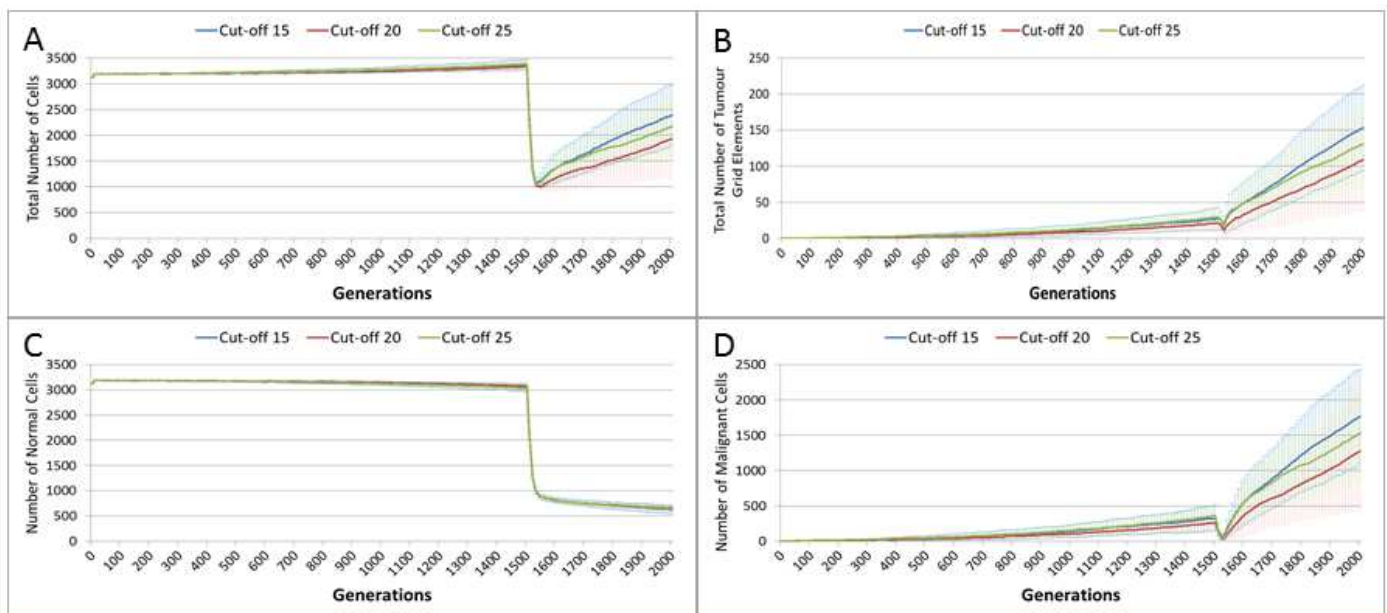 A
Cut-off 15 Cut-off 20 Cut-off 25
Total Number of Cells
3500
3000
2500
2000
1500
1000
500
0
0 100 200 300 400 500 600 700 800 900 1000 1100 1200 1300 1400 1500 1600 1700 1800 1900 2000
Generations
B
Cut-off 15 Cut-off 20 Cut-off 25
Total Number of Tumour
Grid Elements
250
200
150
100
50
0
0 100 200 300 400 500 600 700 800 900 1000 1100 1200 1300 1400 1500 1600 1700 1800 1900 2000
Generations
C
Cut-off 15 Cut-off 20 Cut-off 25
Number of Normal Cells
3500
3000
2500
2000
1500
1000
500
0
0 100 200 300 400 500 600 700 800 900 1000 1100 1200 1300 1400 1500 1600 1700 1800 1900 2000
Generations
D
Cut-off 15 Cut-off 20 Cut-off 25
Number of Malignant Cells
2500
2000
1500
1000
500
0
0 100 200 300 400 500 600 700 800 900 1000 1100 1200 1300 1400 1500 1600 1700 1800 1900 2000
Generations